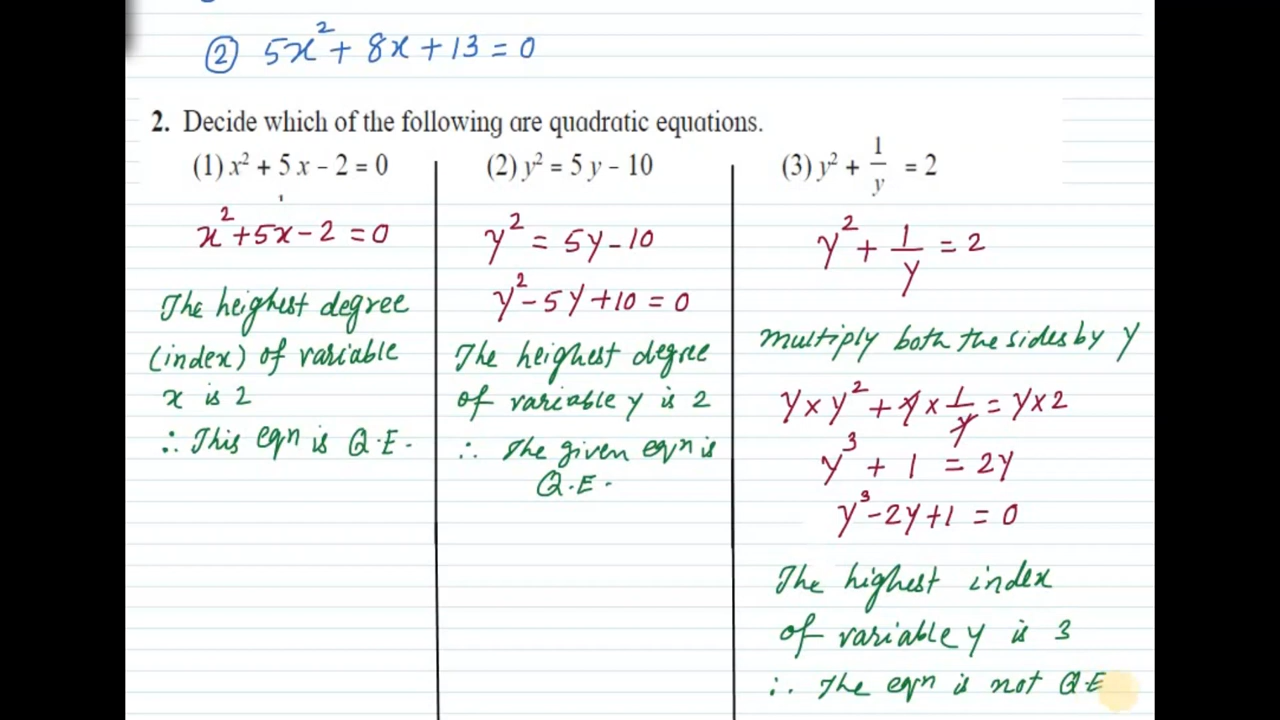 ② 5x² + 8x + 13 = 0
2. Decide which of the following are quadratic equations.
(1) x² + 5 x – 2 = 0
x² + 5x – 2 = 0
The heighest degree
(index) of variable
x is 2
∴ This eqn is Q.E.
(2) y² = 5 y – 10
y² = 5y – 10
y² – 5y + 10 = 0
The heighest degree
of variable y is 2
∴ The given eqn is
Q.E.
(3) y² + 1/y = 2
y² + 1/y = 2
multiply both the sides by y
y × y² + y × 1/y = y × 2
y³ + 1 = 2y
y³ – 2y + 1 = 0
The highest index
of variable y is 3
∴ The eqn is not Q.E